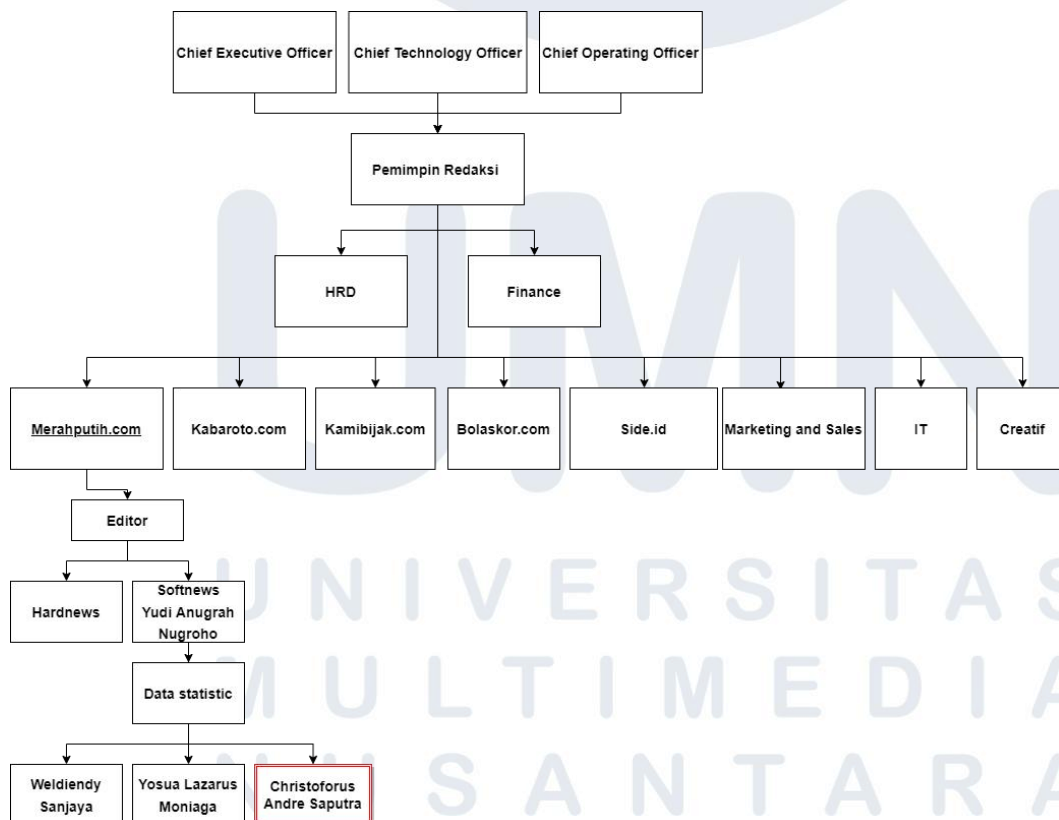 Chief Executive Officer
Chief Technology Officer
Chief Operating Officer
Pemimpin Redaksi
HRD
Finance
Merahputih.com
Kabaroto.com
Kamibijak.com
Bolaskor.com
Side.id
Marketing and Sales
IT
Creatif
Editor
Hardnews
Softnews
Yudi Anugrah
Nugroho
Data statistic
Weldiendy
Sanjaya
Yosua Lazarus
Moniaga
Christoforus
Andre Saputra
UMN
UNIVERSITAS
MULTIMEDIA
NUSANTARA